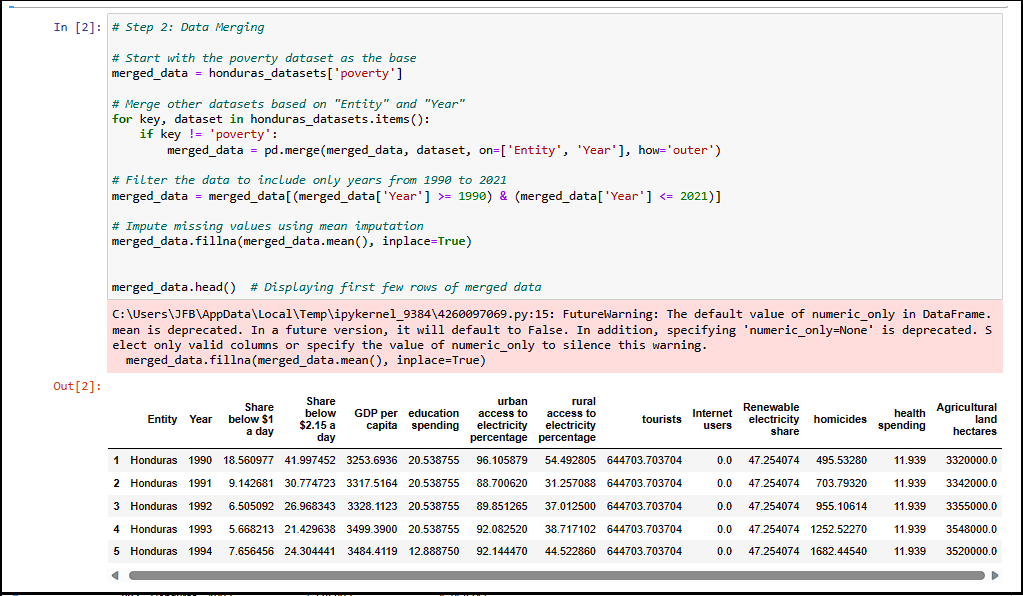 In [2]: # Step 2: Data Merging
# Start with the poverty dataset as the base
merged_data = honduras_datasets['poverty']
# Merge other datasets based on "Entity" and "Year"
for key, dataset in honduras_datasets.items():
    if key != 'poverty':
        merged_data = pd.merge(merged_data, dataset, on=['Entity', 'Year'], how='outer')
# Filter the data to include only years from 1990 to 2021
merged_data = merged_data[(merged_data['Year'] >= 1990) & (merged_data['Year'] <= 2021)]
# Impute missing values using mean imputation
merged_data.fillna(merged_data.mean(), inplace=True)
merged_data.head()  # Displaying first few rows of merged data
C:\Users\JFB\AppData\Local\Temp\ipykernel_9384\4260097069.py:15: FutureWarning: The default value of numeric_only in DataFrame.
mean is deprecated. In a future version, it will default to False. In addition, specifying 'numeric_only=None' is deprecated. S
elect only valid columns or specify the value of numeric_only to silence this warning.
  merged_data.fillna(merged_data.mean(), inplace=True)
Out[2]:
Entity Year Share below $1 a day Share below $2.15 a day GDP per capita education spending urban access to electricity percentage rural access to electricity percentage tourists Internet users Renewable electricity share homicides health spending Agricultural land hectares
1 Honduras 1990 18.560977 41.997452 3253.6936 20.538755 96.105879 54.492805 644703.703704 0.0 47.254074 495.53280 11.939 3320000.0
2 Honduras 1991 9.142681 30.774723 3317.5164 20.538755 88.700620 31.257088 644703.703704 0.0 47.254074 703.79320 11.939 3342000.0
3 Honduras 1992 6.505092 26.968343 3328.1123 20.538755 89.851265 37.012500 644703.703704 0.0 47.254074 955.10614 11.939 3355000.0
4 Honduras 1993 5.668213 21.429638 3499.3900 20.538755 92.082520 38.717102 644703.703704 0.0 47.254074 1252.52270 11.939 3548000.0
5 Honduras 1994 7.656456 24.304441 3484.4119 12.888750 92.144470 44.522860 644703.703704 0.0 47.254074 1682.44540 11.939 3520000.0